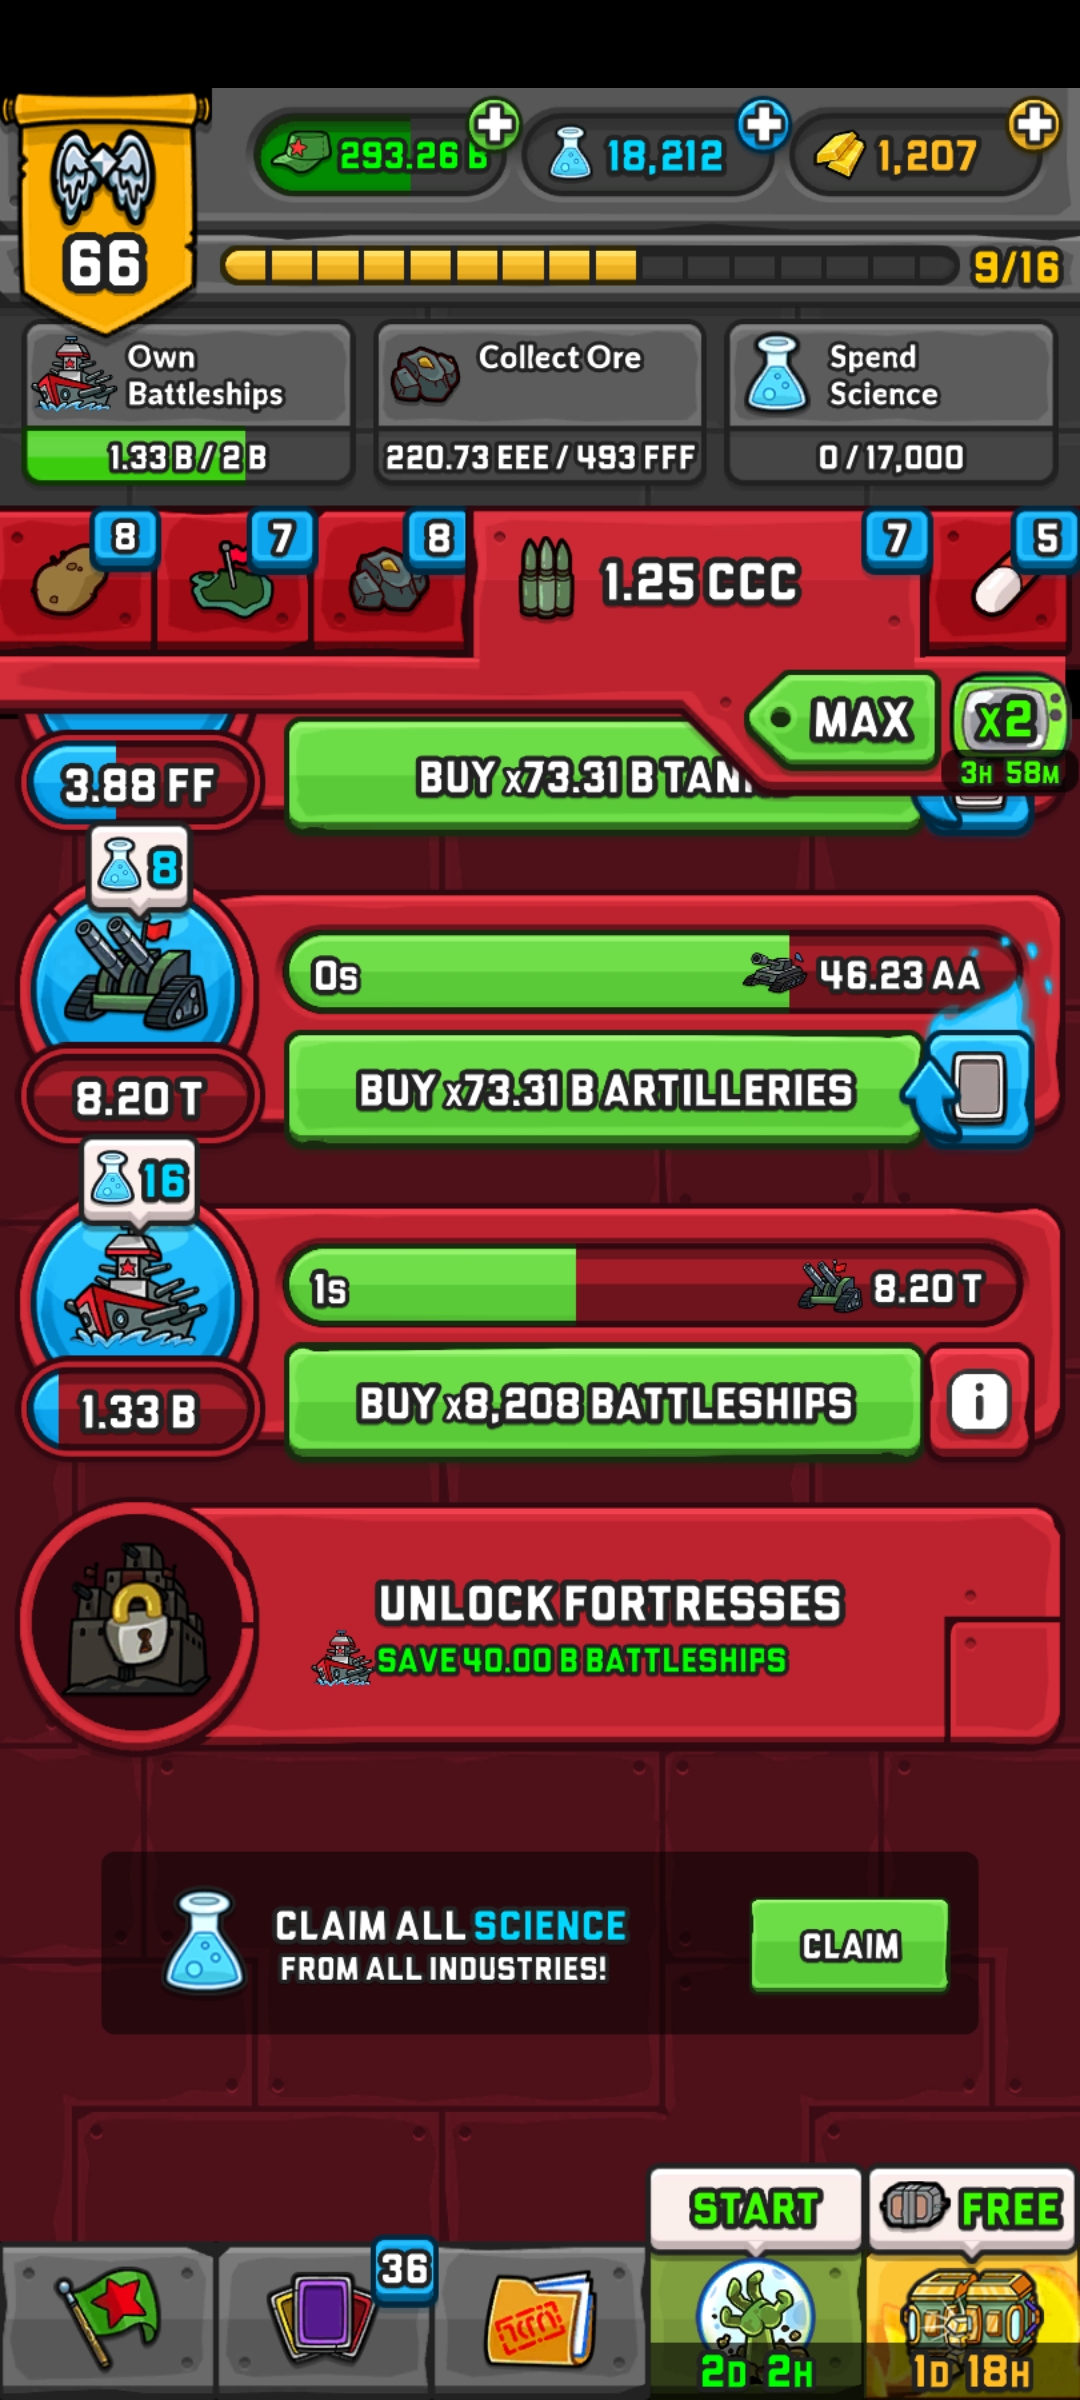 293.26 B
18,212
1,207
66
9/16
Own
Battleships
1.33 B / 2 B
Collect Ore
220.73 EEE / 493 FFF
Spend
Science
0 / 17,000
8
7
8
1.25 CCC
7
5
MAX
x2
3H 58M
3.88 FF
BUY x73.31 B
8
0s
46.23 AA
8.20 T
BUY x73.31 B ARTILLERIES
16
1s
8.20 T
1.33 B
BUY x8,208 BATTLESHIPS
i
UNLOCK FORTRESSES
SAVE 40.00 B BATTLESHIPS
CLAIM ALL SCIENCE
FROM ALL INDUSTRIES!
CLAIM
START
FREE
36
2D 2H
1D 18H